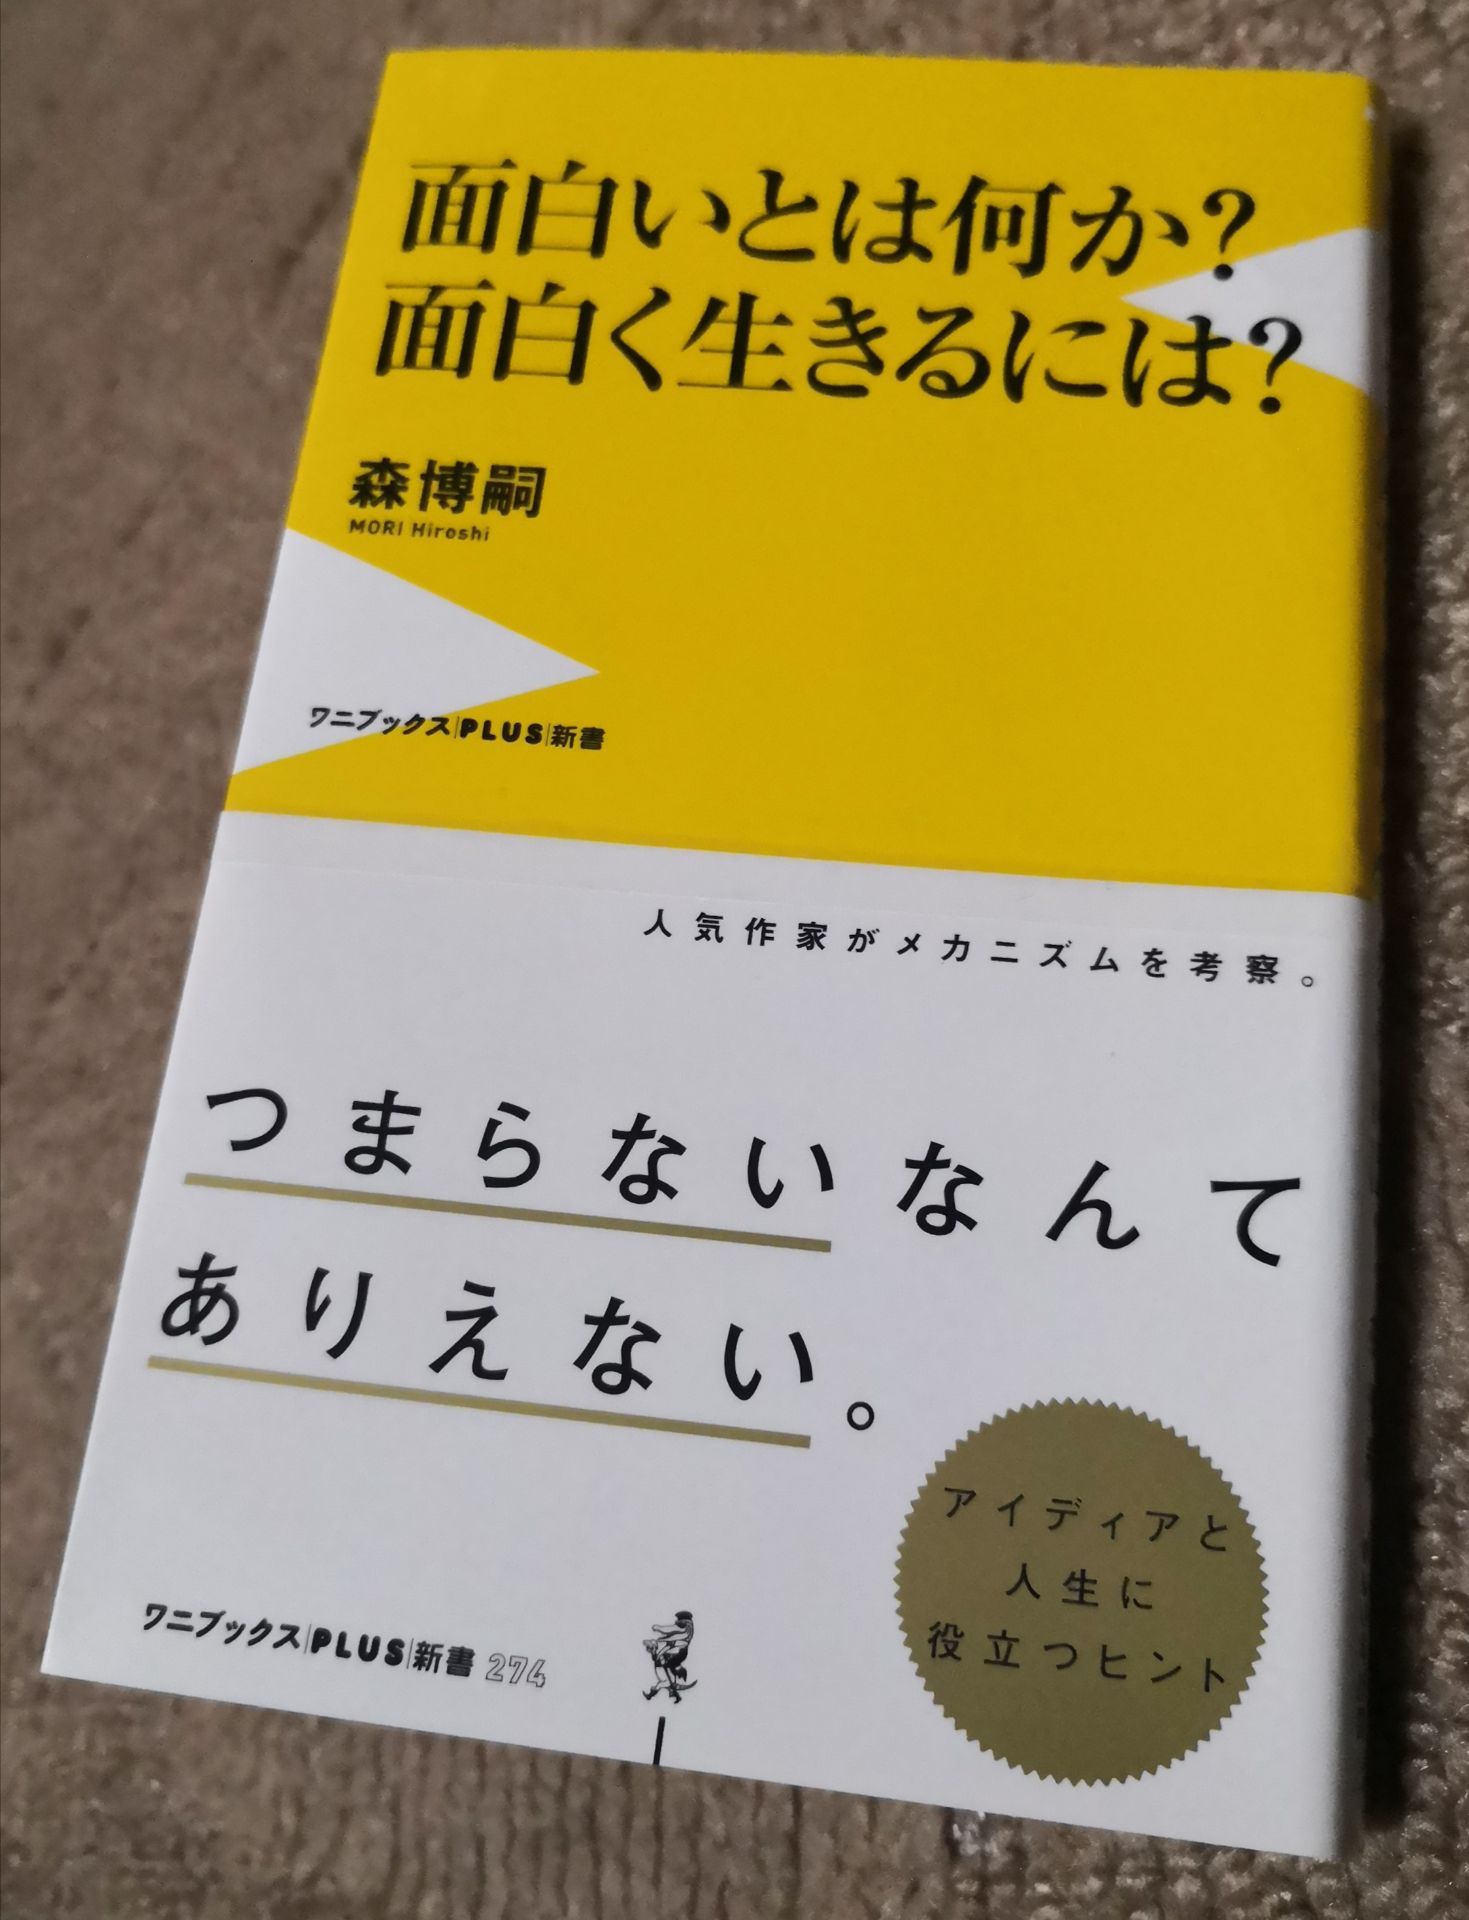 面白いとは何か?
面白く生きるには?
森博嗣
MORI Hiroshi
ワニブックス|PLUS|新書
人気作家がメカニズムを考察。
つまらないなんて
ありえない。
アイディアと
人生に
役立つヒント
ワニブックス|PLUS|新書 274